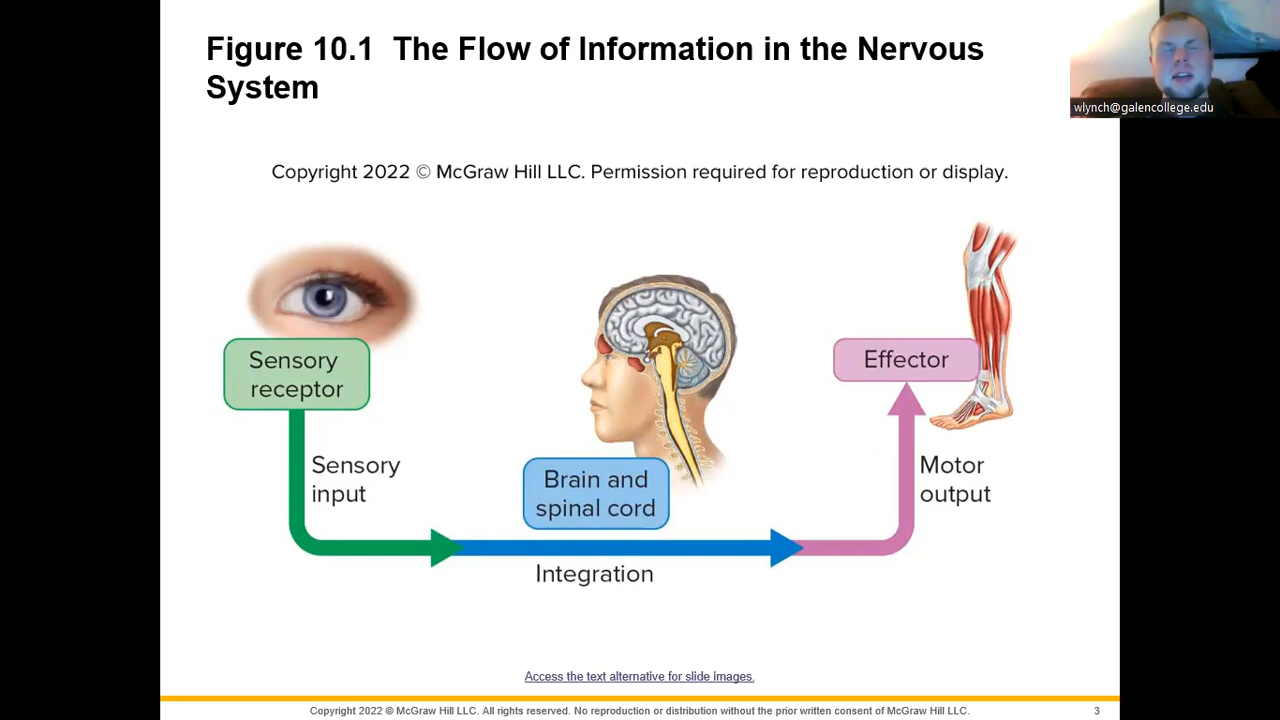 Figure 10.1  The Flow of Information in the Nervous
System
wlynch@galencollege.edu
Copyright 2022 © McGraw Hill LLC. Permission required for reproduction or display.
Sensory
receptor
Effector
Sensory
input
Brain and
spinal cord
Motor
output
Integration
Access the text alternative for slide images.
Copyright 2022 © McGraw Hill LLC. All rights reserved. No reproduction or distribution without the prior written consent of McGraw Hill LLC.
3